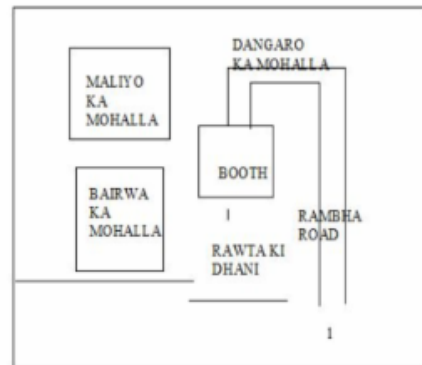 DANGARO
KA MOHALLA
MALIYO
KA
MOHALLA
BOOTH
BAIRWA
KA
MOHALLA
RAMBHA
ROAD
RAWTA KI
DHANI
1